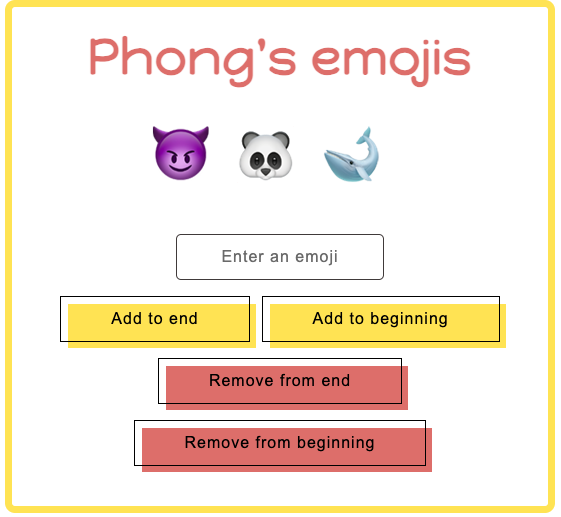 Phong's emojis
Enter an emoji
Add to end
Add to beginning
Remove from end
Remove from beginning